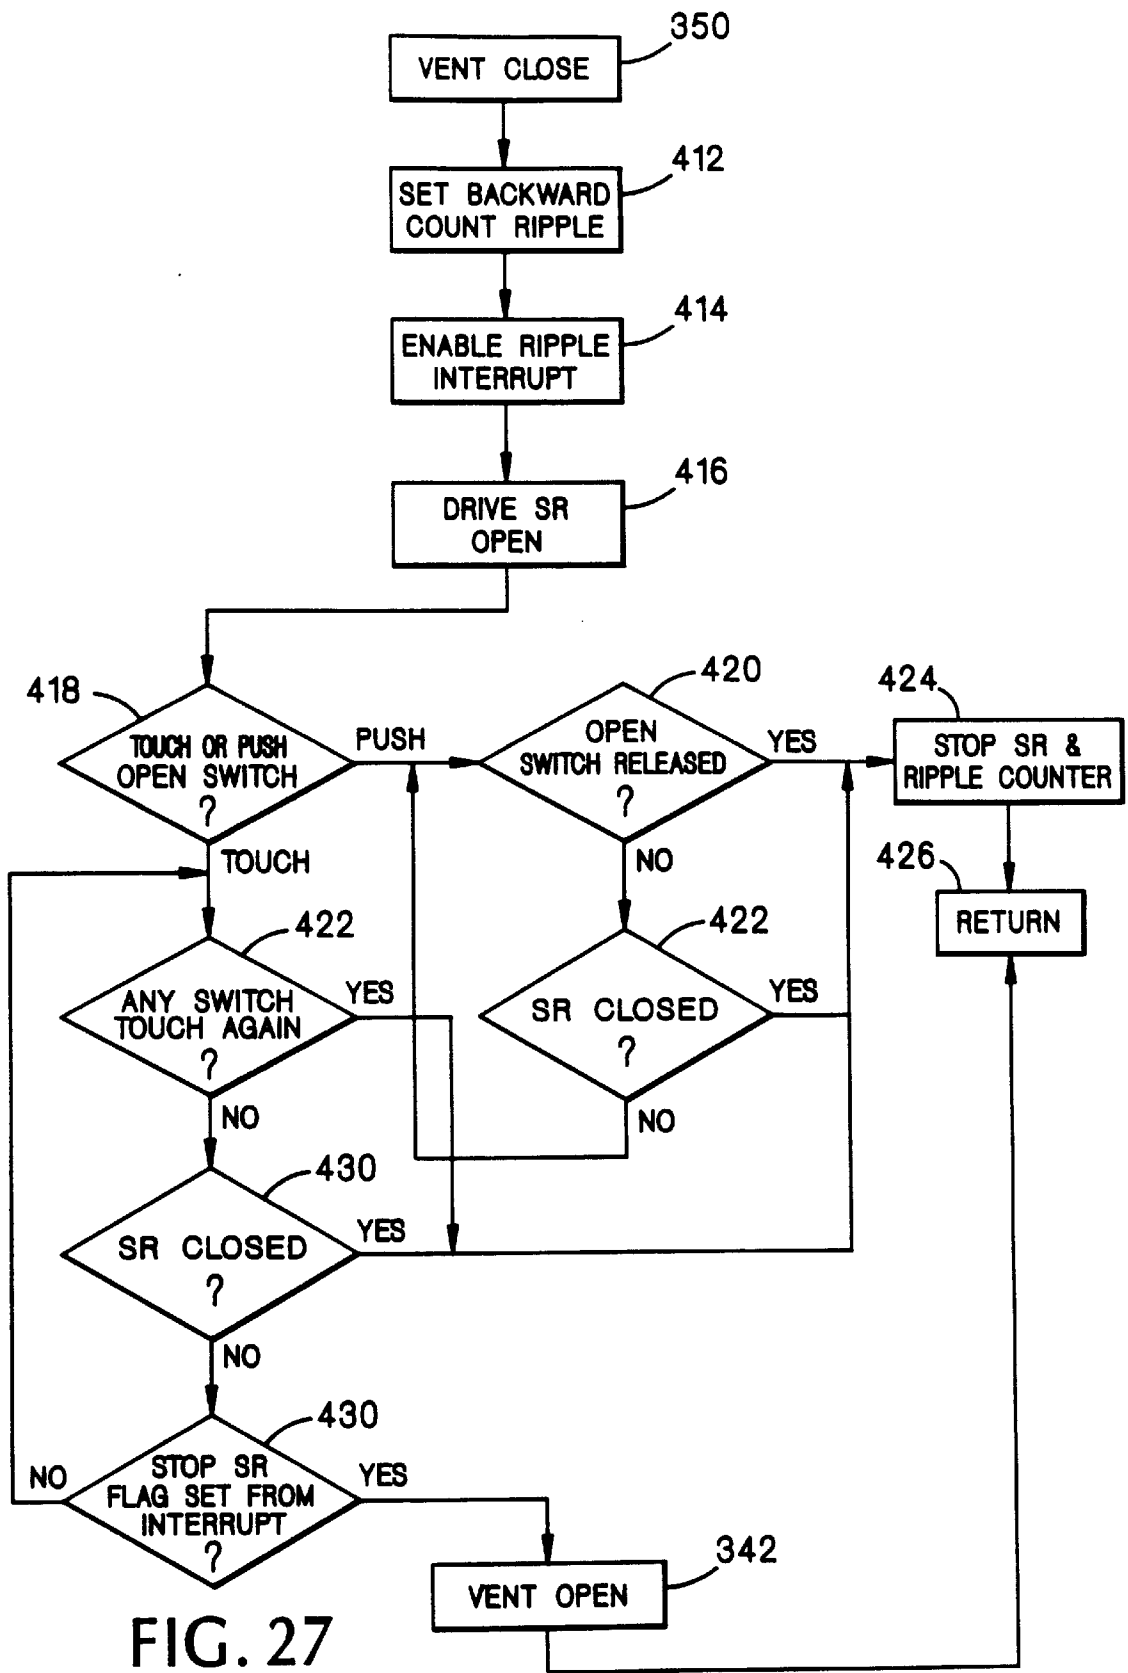 350
VENT CLOSE
412
SET BACKWARD
COUNT RIPPLE
414
ENABLE RIPPLE
INTERRUPT
416
DRIVE SR
OPEN
418
TOUCH OR PUSH
OPEN SWITCH
?
PUSH
TOUCH
420
OPEN
SWITCH RELEASED
?
YES
NO
424
STOP SR &
RIPPLE COUNTER
426
RETURN
422
ANY SWITCH
TOUCH AGAIN
?
YES
NO
422
SR CLOSED
?
YES
NO
430
SR CLOSED
?
YES
NO
430
STOP SR
FLAG SET FROM
INTERRUPT
?
NO
YES
342
VENT OPEN
FIG. 27